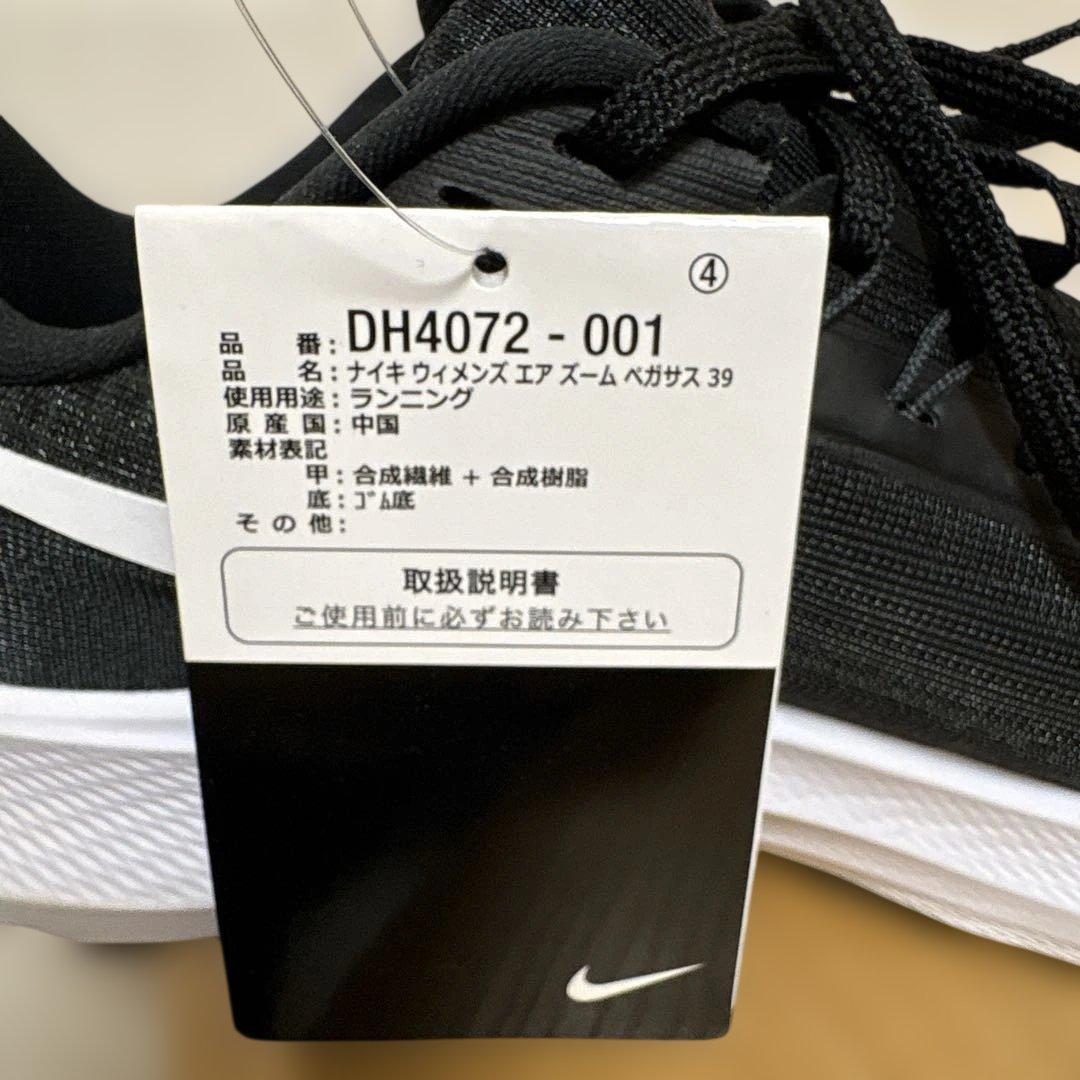 ④
品 番: DH4072 - 001
品 名: ナイキ ウィメンズ エア ズーム ペガサス 39
使用用途: ランニング
原産国: 中国
素材表記
甲: 合成繊維 + 合成樹脂
底: ｺﾞﾑ底
その他:
取扱説明書
ご使用前に必ずお読み下さい